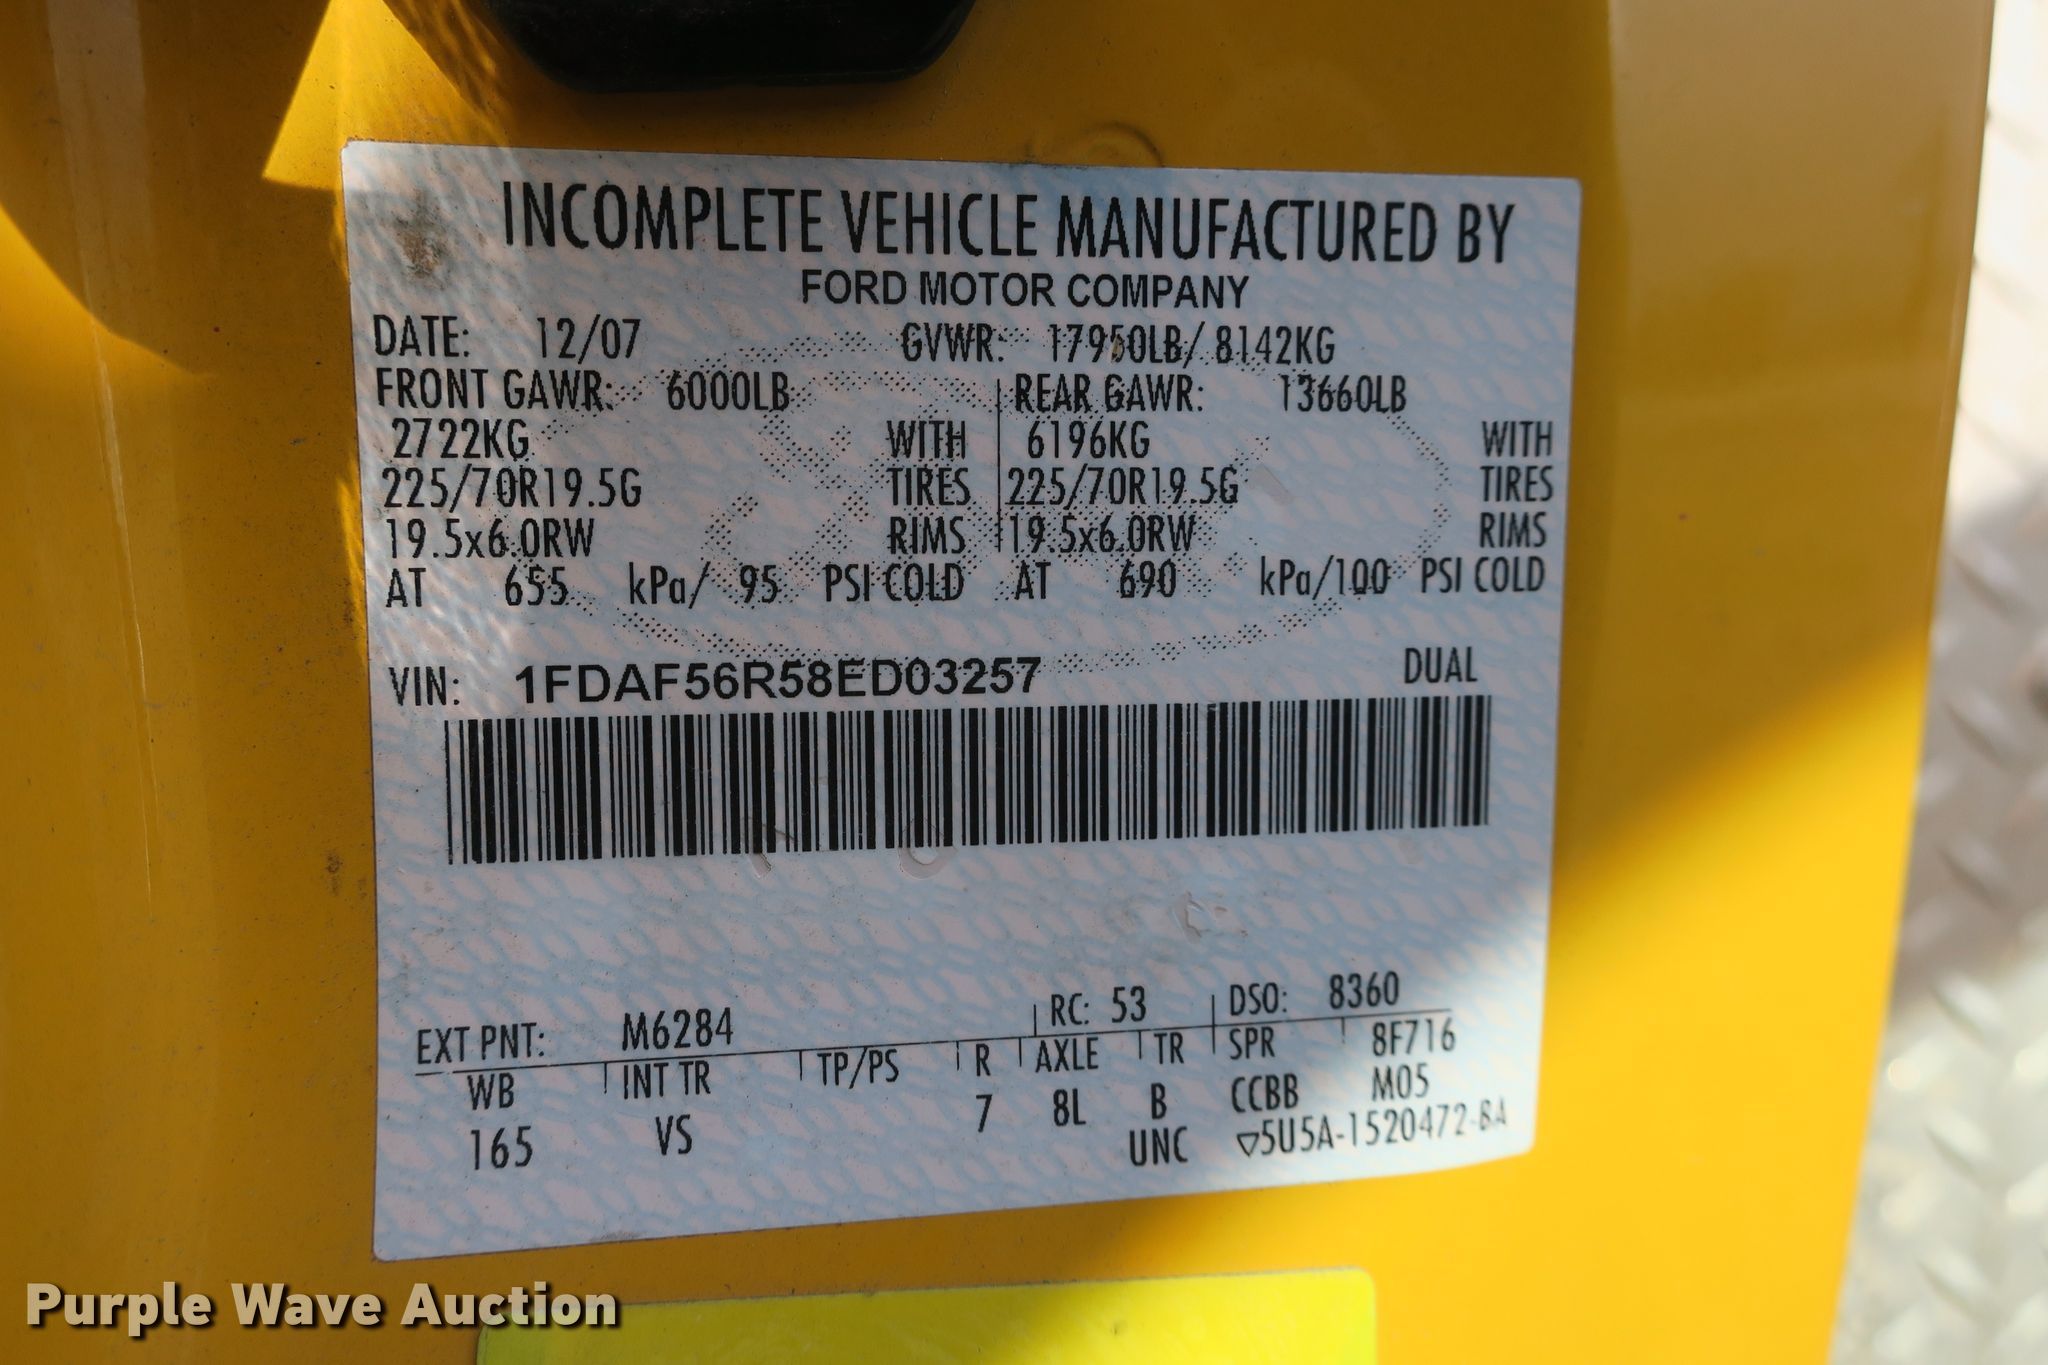 INCOMPLETE VEHICLE MANUFACTURED BY
FORD MOTOR COMPANY
DATE: 12/07 GVWR: 17950LB/ 8142KG
FRONT GAWR: 6000LB REAR GAWR: 13660LB
2722KG WITH 6196KG WITH
225/70R19.5G TIRES 225/70R19.5G TIRES
19.5x6.0RW RIMS 19.5x6.0RW RIMS
AT 655 kPa/ 95 PSI COLD AT 690 kPa/100 PSI COLD
VIN: 1FDAF56R58ED03257 DUAL
EXT PNT: M6284 RC: 53 DSO: 8360
WB INT TR TP/PS R AXLE TR SPR 8F716
165 VS 7 8L B CCBB M05
UNC ▽5U5A-1520472-BA
Purple Wave Auction